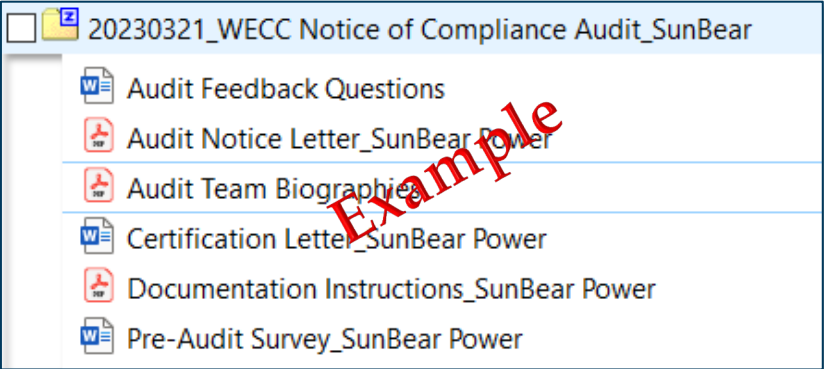 20230321_WECC Notice of Compliance Audit_SunBear
Audit Feedback Questions
Audit Notice Letter_SunBear Power
Audit Team Biographies
Certification Letter_SunBear Power
Documentation Instructions_SunBear Power
Pre-Audit Survey_SunBear Power
Example